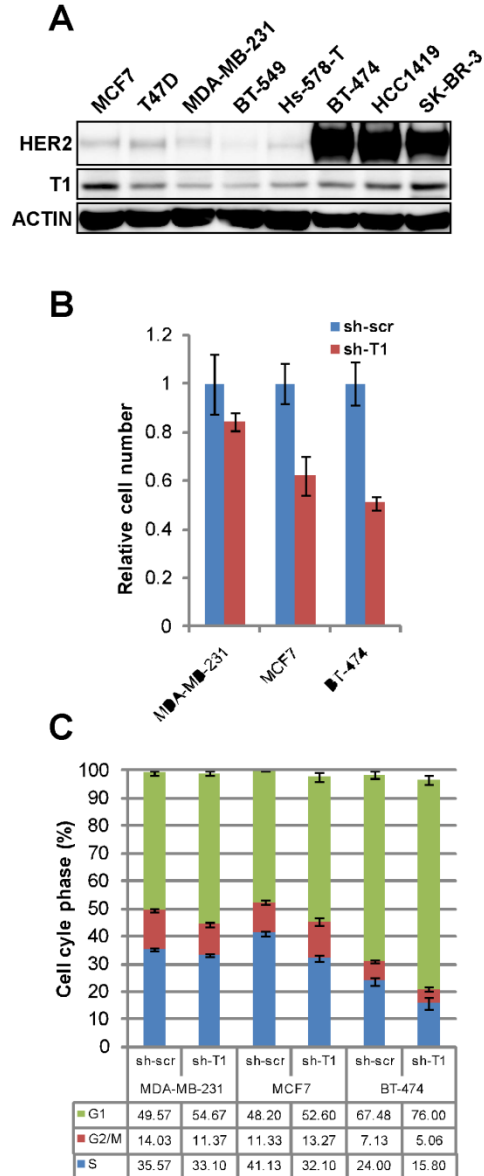 A
MCF7 T47D MDA-MB-231 BT-549 Hs-578-T BT-474 HCC1419 SK-BR-3
HER2
T1
ACTIN
B
sh-scr
sh-T1
Relative cell number
1.2
1
0.8
0.6
0.4
0.2
0
MDA-MB-231 MCF7 BT-474
C
Cell cyle phase (%)
100
90
80
70
60
50
40
30
20
10
0
sh-scr sh-T1 sh-scr sh-T1 sh-scr sh-T1
MDA-MB-231 MCF7 BT-474
G1 49.57 54.67 48.20 52.60 67.48 76.00
G2/M 14.03 11.37 11.33 13.27 7.13 5.06
S 35.57 33.10 41.13 32.10 24.00 15.80